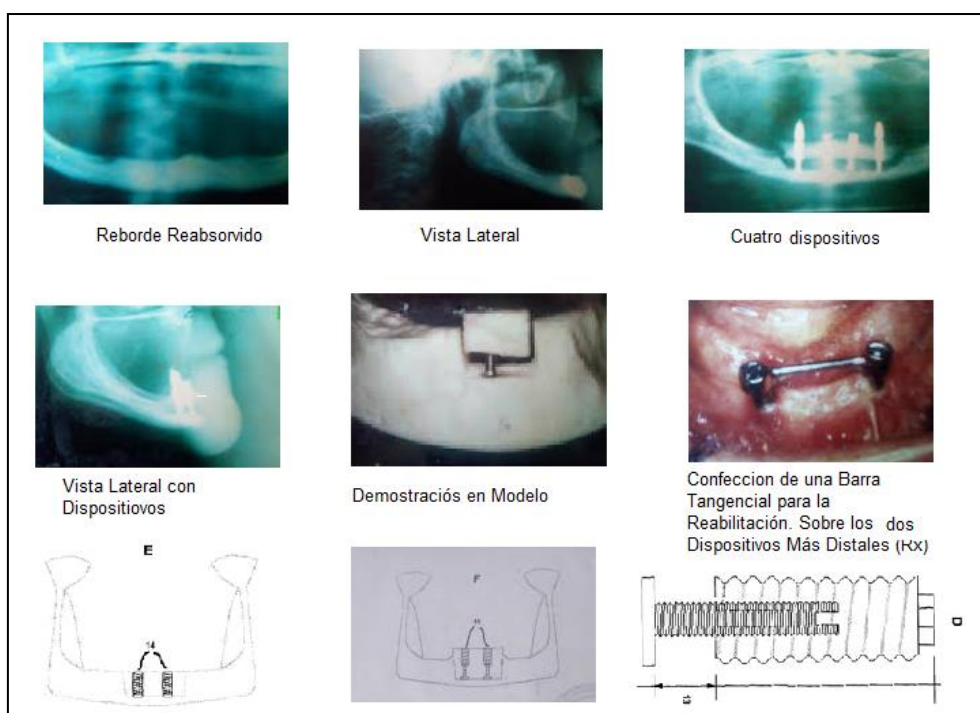 Reborde Reabsorvido
Vista Lateral
Cuatro dispositivos
Vista Lateral con
Dispositiovos
Demostraciós en Modelo
Confeccion de una Barra
Tangencial para la
Reabilitación. Sobre los dos
Dispositivos Más Distales (Rx)
E
14
F
D
13